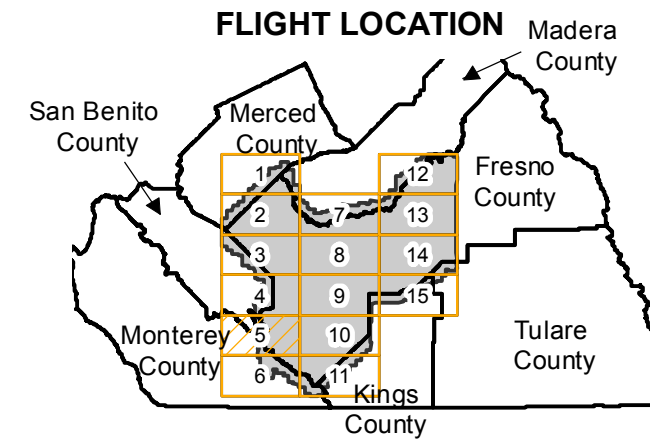 FLIGHT LOCATION
Madera
County
San Benito
County
Merced
County
Fresno
County
1
12
2
7
13
3
8
14
4
9
15
Monterey
County
5
10
Tulare
County
6
11
Kings
County